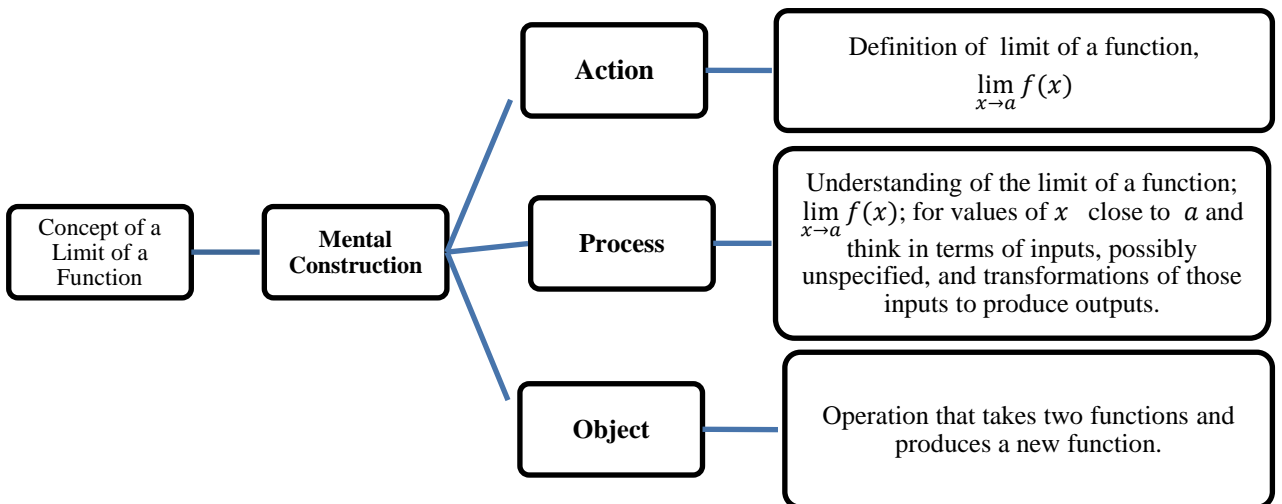 Concept of a
Limit of a
Function
Mental
Construction
Action
Definition of limit of a function,
lim f(x)
x→a
Process
Understanding of the limit of a function;
lim f(x); for values of x close to a and
x→a
think in terms of inputs, possibly
unspecified, and transformations of those
inputs to produce outputs.
Object
Operation that takes two functions and
produces a new function.